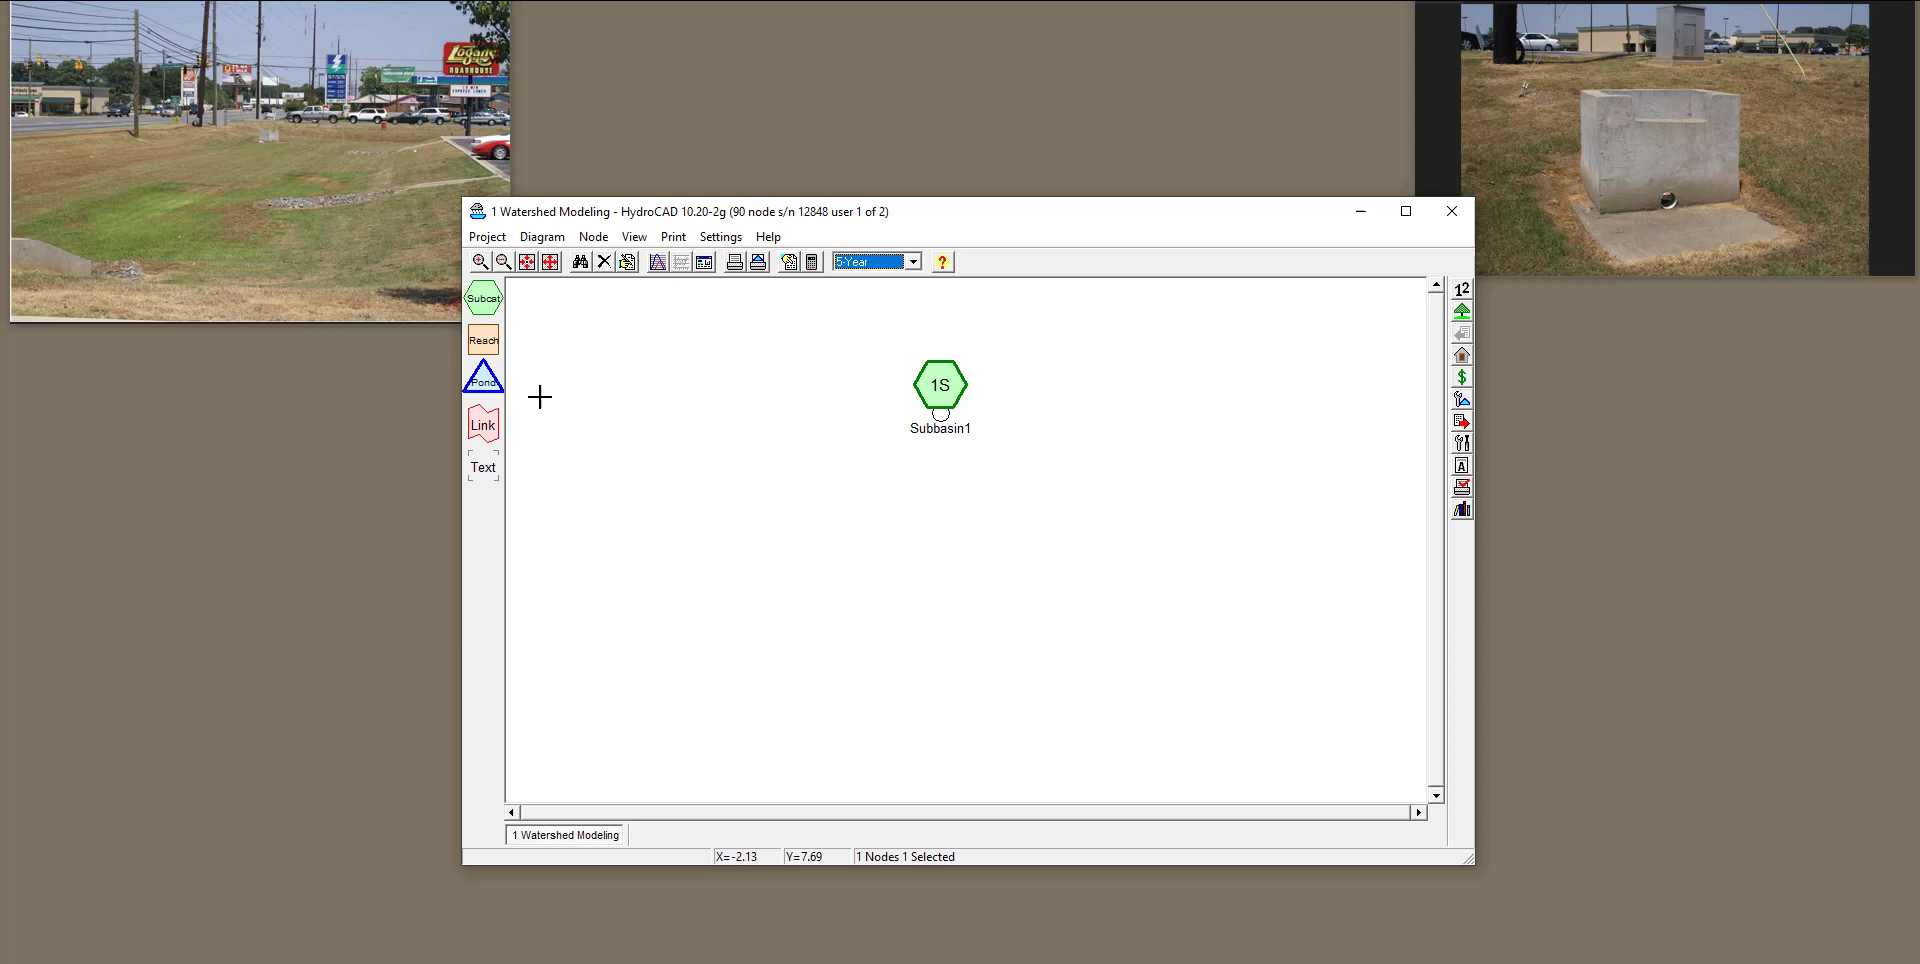 Logan's
ROADHOUSE
1 Watershed Modeling - HydroCAD 10.20-2g (90 node s/n 12848 user 1 of 2)
Project Diagram Node View Print Settings Help
5-Year
?
Subcat
Reach
Pond
Link
Text
1S
Subbasin1
12
$
A
1 Watershed Modeling
X=-2.13 Y=7.69 1 Nodes 1 Selected